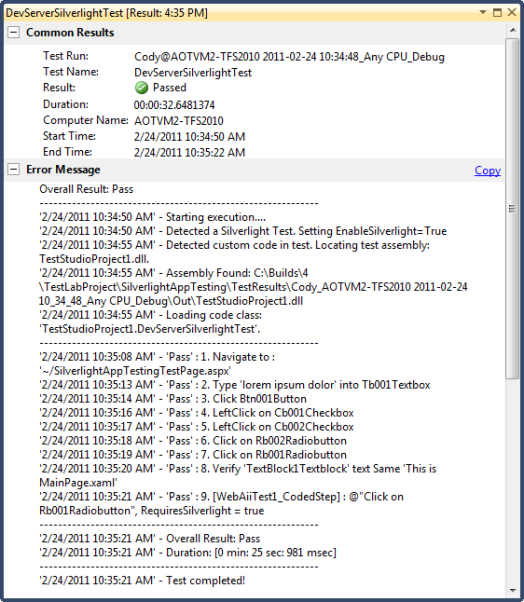 DevServerSilverlightTest [Result: 4:35 PM]
Common Results
Test Run: Cody@AOTVM2-TFS2010 2011-02-24 10:34:48_Any CPU_Debug
Test Name: DevServerSilverlightTest
Result: Passed
Duration: 00:00:32.6481374
Computer Name: AOTVM2-TFS2010
Start Time: 2/24/2011 10:34:50 AM
End Time: 2/24/2011 10:35:22 AM
Error Message Copy
Overall Result: Pass
------------------------------------------------------------
'2/24/2011 10:34:50 AM' - Starting execution....
'2/24/2011 10:34:50 AM' - Detected a Silverlight Test. Setting EnableSilverlight=True
'2/24/2011 10:34:55 AM' - Detected custom code in test. Locating test assembly:
TestStudioProject1.dll.
'2/24/2011 10:34:55 AM' - Assembly Found: C:\Builds\4
\TestLabProject\SilverlightAppTesting\TestResults\Cody_AOTVM2-TFS2010 2011-02-24
10_34_48_Any CPU_Debug\Out\TestStudioProject1.dll
'2/24/2011 10:34:55 AM' - Loading code class:
'TestStudioProject1.DevServerSilverlightTest'.
------------------------------------------------------------
'2/24/2011 10:35:08 AM' - 'Pass' : 1. Navigate to :
'~/SilverlightAppTestingTestPage.aspx'
'2/24/2011 10:35:13 AM' - 'Pass' : 2. Type 'lorem ipsum dolor' into Tb001Textbox
'2/24/2011 10:35:14 AM' - 'Pass' : 3. Click Btn001Button
'2/24/2011 10:35:16 AM' - 'Pass' : 4. LeftClick on Cb001Checkbox
'2/24/2011 10:35:17 AM' - 'Pass' : 5. LeftClick on Cb002Checkbox
'2/24/2011 10:35:18 AM' - 'Pass' : 6. Click on Rb002Radiobutton
'2/24/2011 10:35:19 AM' - 'Pass' : 7. Click on Rb001Radiobutton
'2/24/2011 10:35:20 AM' - 'Pass' : 8. Verify 'TextBlock1Textblock' text Same 'This is
MainPage.xaml'
'2/24/2011 10:35:21 AM' - 'Pass' : 9. [WebAiiTest1_CodedStep] : @"Click on
Rb001Radiobutton", RequiresSilverlight = true
------------------------------------------------------------
'2/24/2011 10:35:21 AM' - Overall Result: Pass
'2/24/2011 10:35:21 AM' - Duration: [0 min: 25 sec: 981 msec]
------------------------------------------------------------
'2/24/2011 10:35:21 AM' - Test completed!